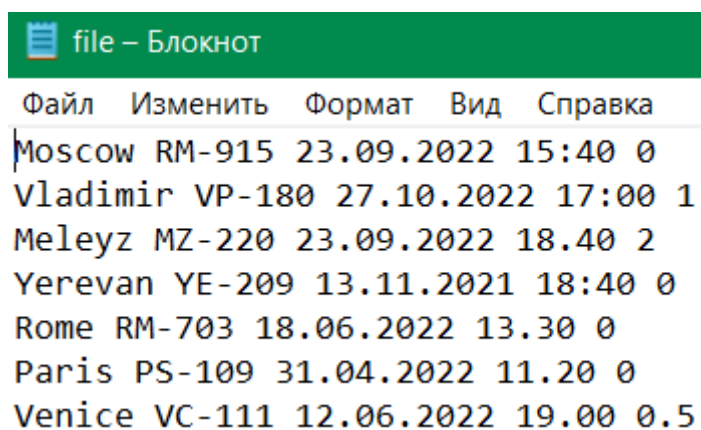 file – Блокнот
Файл Изменить Формат Вид Справка
Moscow RM-915 23.09.2022 15:40 0
Vladimir VP-180 27.10.2022 17:00 1
Meleyz MZ-220 23.09.2022 18.40 2
Yerevan YE-209 13.11.2021 18:40 0
Rome RM-703 18.06.2022 13.30 0
Paris PS-109 31.04.2022 11.20 0
Venice VC-111 12.06.2022 19.00 0.5